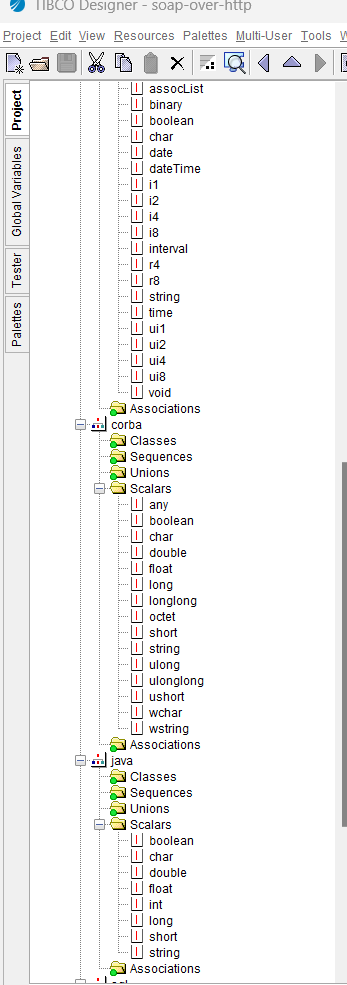 TIBCO Designer - soap-over-http
Project Edit View Resources Palettes Multi-User Tools W
Project
Global Variables
Tester
Palettes
assocList
binary
boolean
char
date
dateTime
i1
i2
i4
i8
interval
r4
r8
string
time
ui1
ui2
ui4
ui8
void
Associations
corba
Classes
Sequences
Unions
Scalars
any
boolean
char
double
float
long
longlong
octet
short
string
ulong
ulonglong
ushort
wchar
wstring
Associations
java
Classes
Sequences
Unions
Scalars
boolean
char
double
float
int
long
short
string
Associations